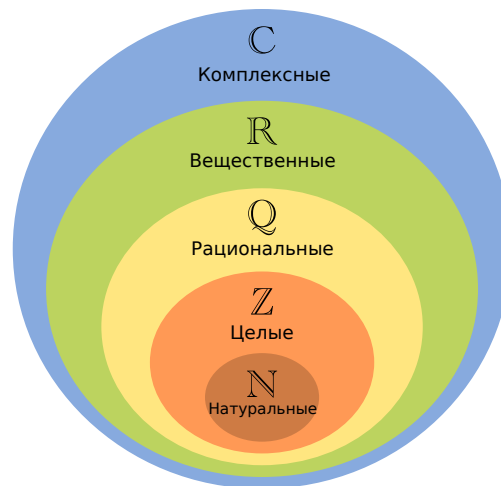 ℂ
Комплексные
ℝ
Вещественные
ℚ
Рациональные
ℤ
Целые
ℕ
Натуральные